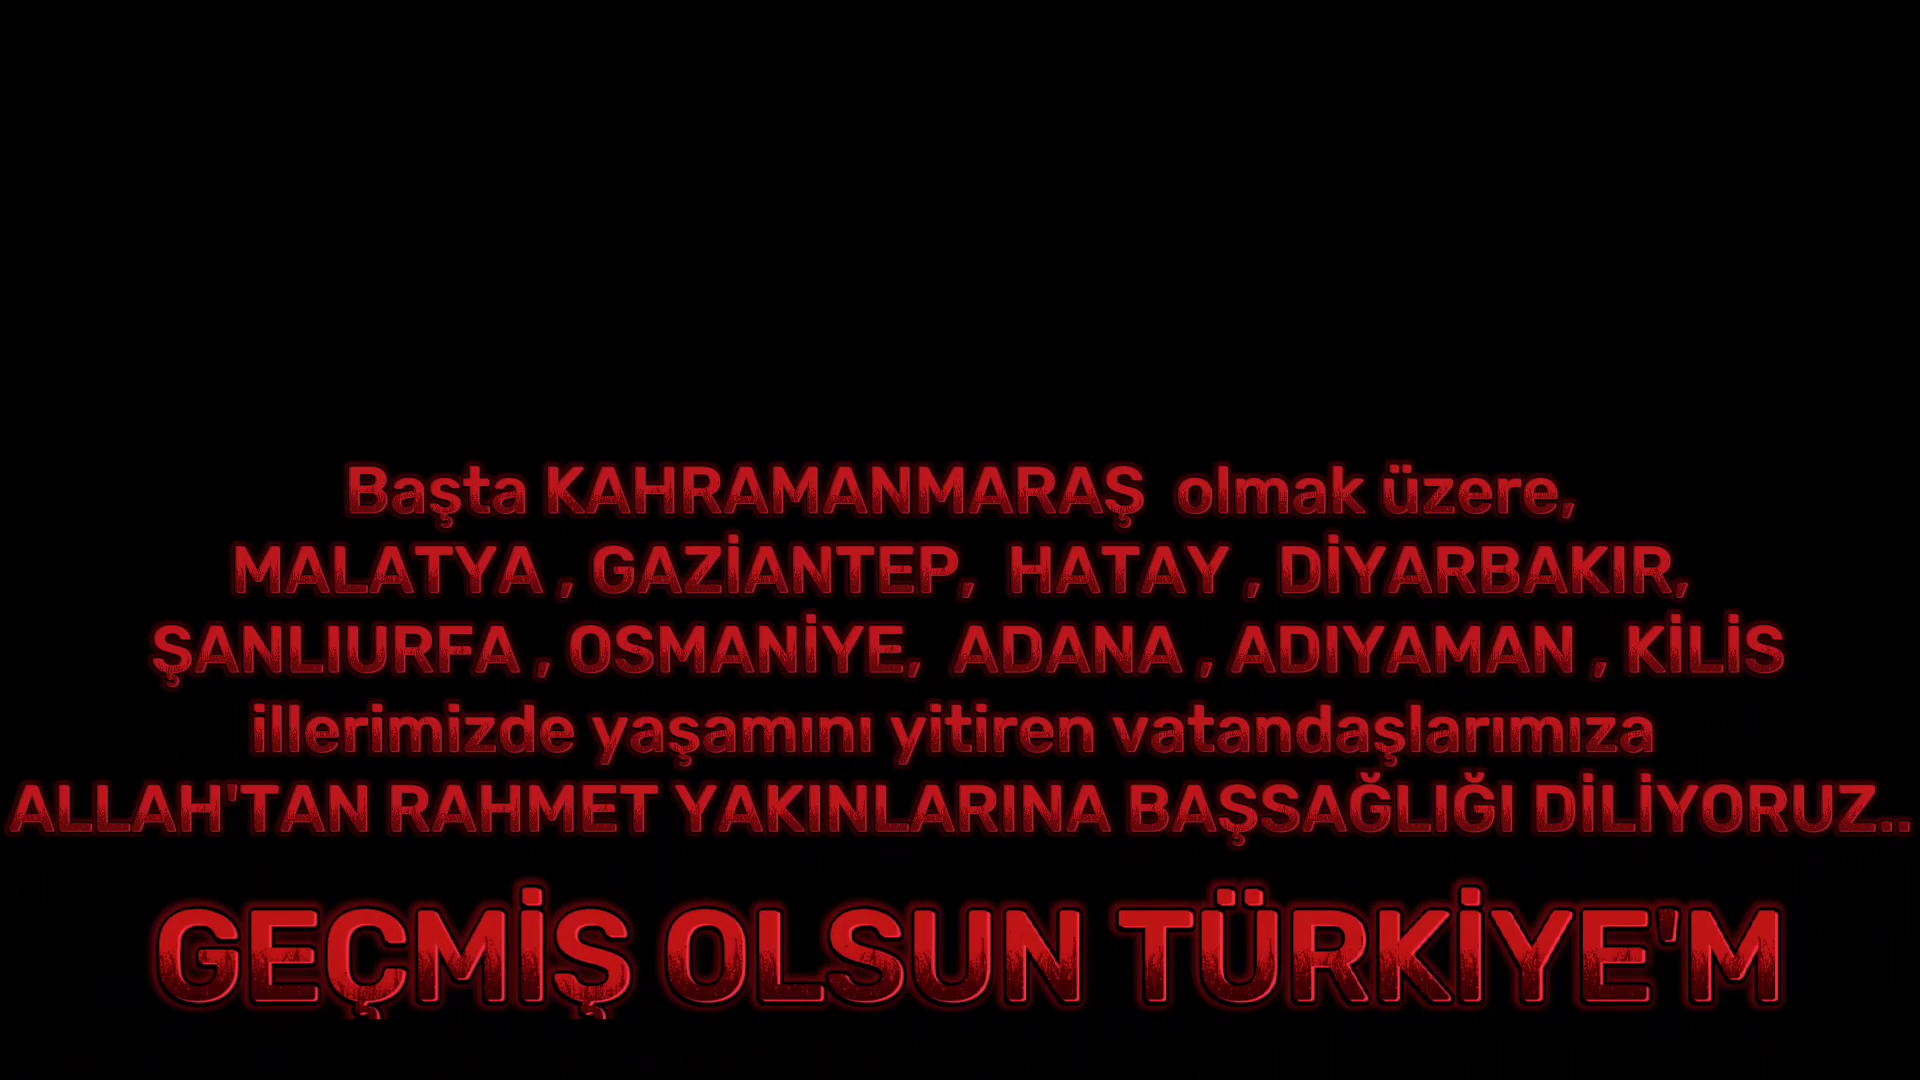 Başta KAHRAMANMARAŞ olmak üzere,
MALATYA , GAZİANTEP, HATAY , DİYARBAKIR,
ŞANLIURFA , OSMANİYE, ADANA , ADIYAMAN , KİLİS
illerimizde yaşamını yitiren vatandaşlarımıza
ALLAH'TAN RAHMET YAKINLARINA BAŞSAĞLIĞI DİLİYORUZ..
GEÇMİŞ OLSUN TÜRKİYE'M